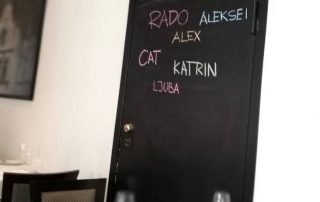 RADO ALEKSEI
ALEX
CAT
KATRIN
LJUBA